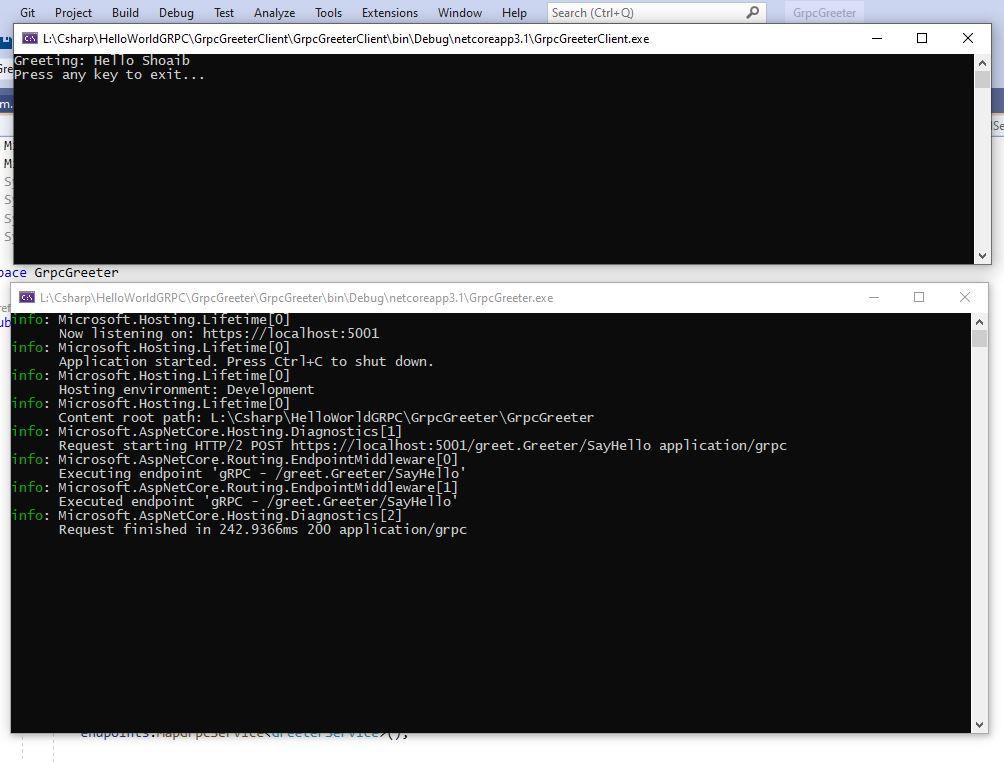 Git Project Build Debug Test Analyze Tools Extensions Window Help Search (Ctrl+Q) GrpcGreeter
L:\Csharp\HelloWorldGRPC\GrpcGreeterClient\GrpcGreeterClient\bin\Debug\netcoreapp3.1\GrpcGreeterClient.exe
Greeting: Hello Shoaib
Press any key to exit...
pace GrpcGreeter
L:\Csharp\HelloWorldGRPC\GrpcGreeter\GrpcGreeter\bin\Debug\netcoreapp3.1\GrpcGreeter.exe
info: Microsoft.Hosting.Lifetime[0]
Now listening on: https://localhost:5001
info: Microsoft.Hosting.Lifetime[0]
Application started. Press Ctrl+C to shut down.
info: Microsoft.Hosting.Lifetime[0]
Hosting environment: Development
info: Microsoft.Hosting.Lifetime[0]
Content root path: L:\Csharp\HelloWorldGRPC\GrpcGreeter\GrpcGreeter
info: Microsoft.AspNetCore.Hosting.Diagnostics[1]
Request starting HTTP/2 POST https://localhost:5001/greet.Greeter/SayHello application/grpc
info: Microsoft.AspNetCore.Routing.EndpointMiddleware[0]
Executing endpoint 'gRPC - /greet.Greeter/SayHello'
info: Microsoft.AspNetCore.Routing.EndpointMiddleware[1]
Executed endpoint 'gRPC - /greet.Greeter/SayHello'
info: Microsoft.AspNetCore.Hosting.Diagnostics[2]
Request finished in 242.9366ms 200 application/grpc
endpoints.MapGrpcService<GreeterService>();